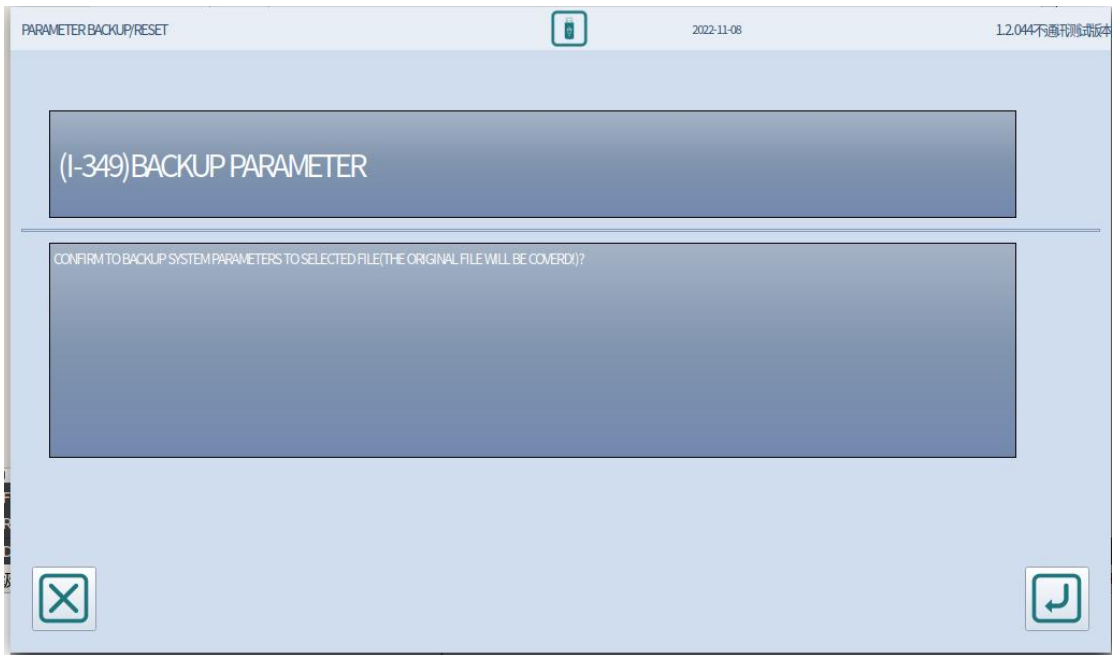 PARAMETER BACKUP/RESET
2022-11-08
1.2.044不通讯测试版本
(I-349)BACKUP PARAMETER
CONFIRM TO BACKUP SYSTEM PARAMETERS TO SELECTED FILE(THE ORIGINAL FILE WILL BE COVERD!)?